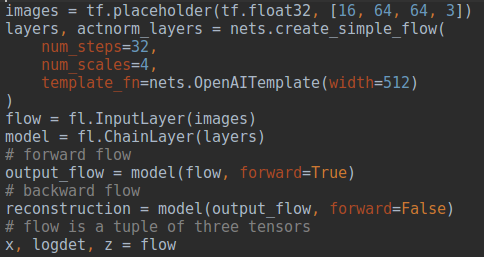 images = tf.placeholder(tf.float32, [16, 64, 64, 3])
layers, actnorm_layers = nets.create_simple_flow(
    num_steps=32,
    num_scales=4,
    template_fn=nets.OpenAITemplate(width=512)
)
flow = fl.InputLayer(images)
model = fl.ChainLayer(layers)
# forward flow
output_flow = model(flow, forward=True)
# backward flow
reconstruction = model(output_flow, forward=False)
# flow is a tuple of three tensors
x, logdet, z = flow